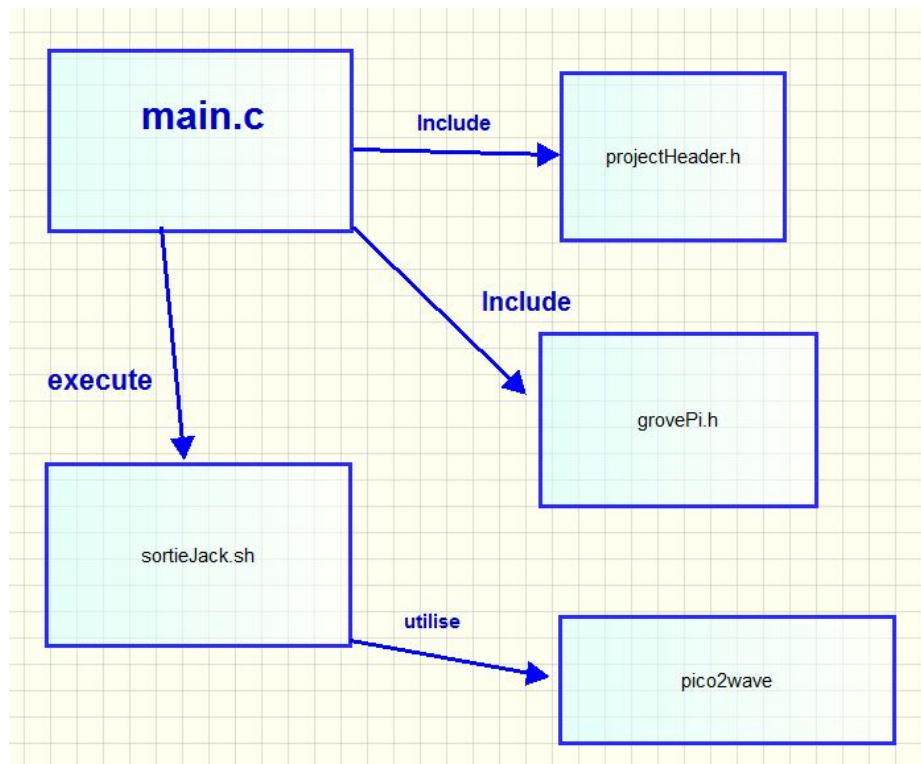 main.c
Include
projectHeader.h
Include
grovePi.h
execute
sortieJack.sh
utilise
pico2wave